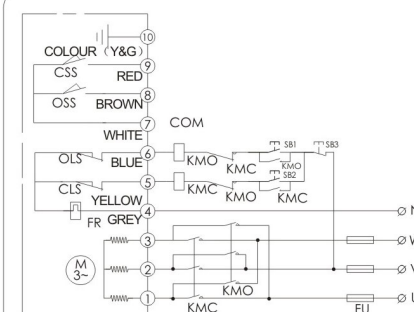 10
COLOUR (Y&G)
CSS
RED
9
OSS
BROWN
8
WHITE
7
COM
OLS
BLUE
6
KMO
KMC
SB1
KMO
SB3
CLS
YELLOW
5
KMC
KMO
SB2
KMC
FR
GREY
4
N
M
3~
3
W
2
V
KMO
1
KMC
FU
U